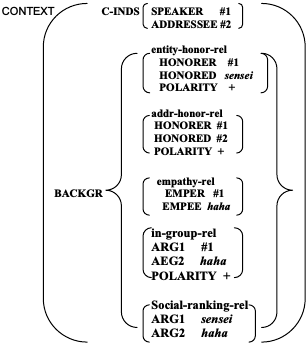 CONTEXT C-INDS SPEAKER #1
ADDRESSEE #2
entity-honor-rel
HONORER #1
HONORED sensei
POLARITY +
addr-honor-rel
HONORER #1
HONORED #2
POLARITY +
empathy-rel
EMPER #1
BACKGR EMPEE haha
in-group-rel
ARG1 #1
AEG2 haha
POLARITY +
Social-ranking-rel
ARG1 sensei
ARG2 haha